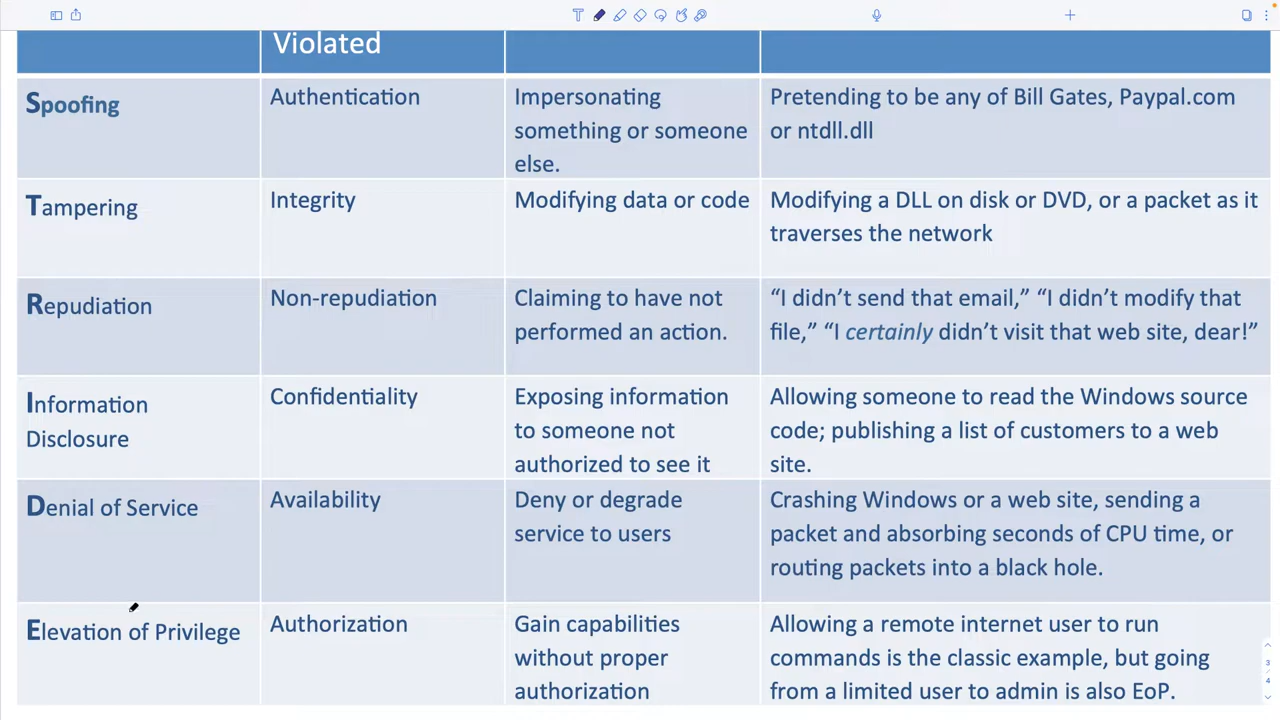 Violated
Spoofing
Authentication
Impersonating
something or someone
else.
Pretending to be any of Bill Gates, Paypal.com
or ntdll.dll
Tampering
Integrity
Modifying data or code
Modifying a DLL on disk or DVD, or a packet as it
traverses the network
Repudiation
Non-repudiation
Claiming to have not
performed an action.
“I didn’t send that email,” “I didn’t modify that
file,” “I certainly didn’t visit that web site, dear!”
Information
Disclosure
Confidentiality
Exposing information
to someone not
authorized to see it
Allowing someone to read the Windows source
code; publishing a list of customers to a web
site.
Denial of Service
Availability
Deny or degrade
service to users
Crashing Windows or a web site, sending a
packet and absorbing seconds of CPU time, or
routing packets into a black hole.
Elevation of Privilege
Authorization
Gain capabilities
without proper
authorization
Allowing a remote internet user to run
commands is the classic example, but going
from a limited user to admin is also EoP.
3
/
4